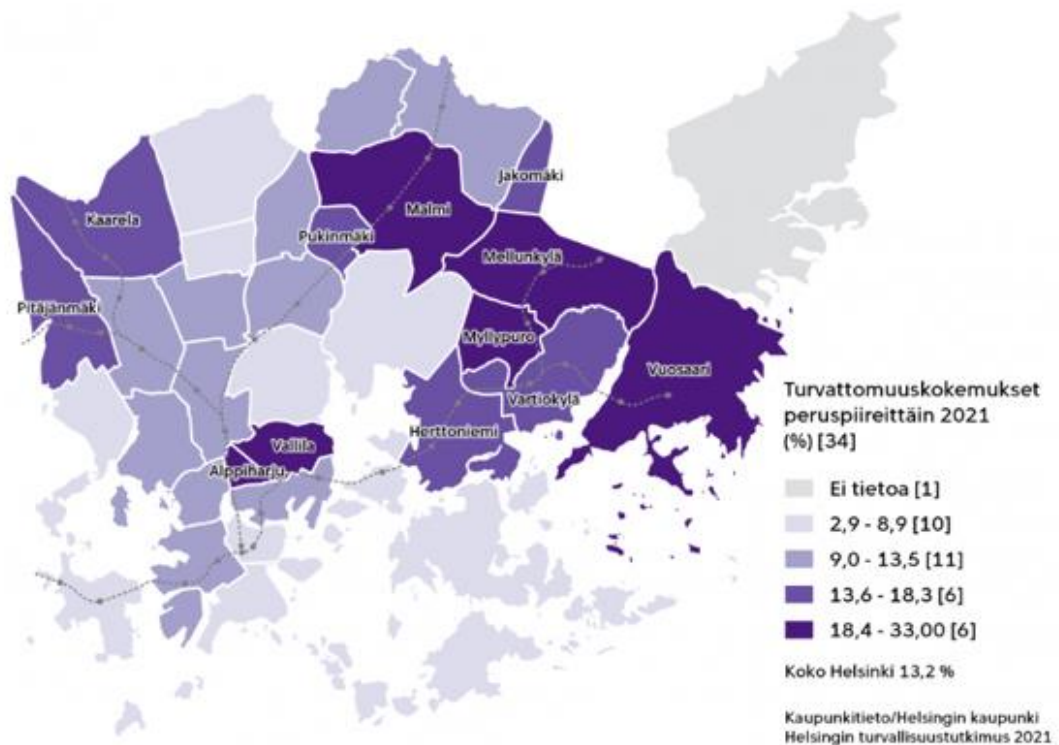 Jakomäki
Malmi
Kaarela
Pukinmäki
Mellunkylä
Pitäjänmäki
Myllypuro
Vuosaari
Vartiokylä
Herttoniemi
Vallila
Alppiharju
Turvattomuuskokemukset
peruspiireittäin 2021
(%) [34]
Ei tietoa [1]
2,9 - 8,9 [10]
9,0 - 13,5 [11]
13,6 - 18,3 [6]
18,4 - 33,00 [6]
Koko Helsinki 13,2 %
Kaupunkitieto/Helsingin kaupunki
Helsingin turvallisuustutkimus 2021